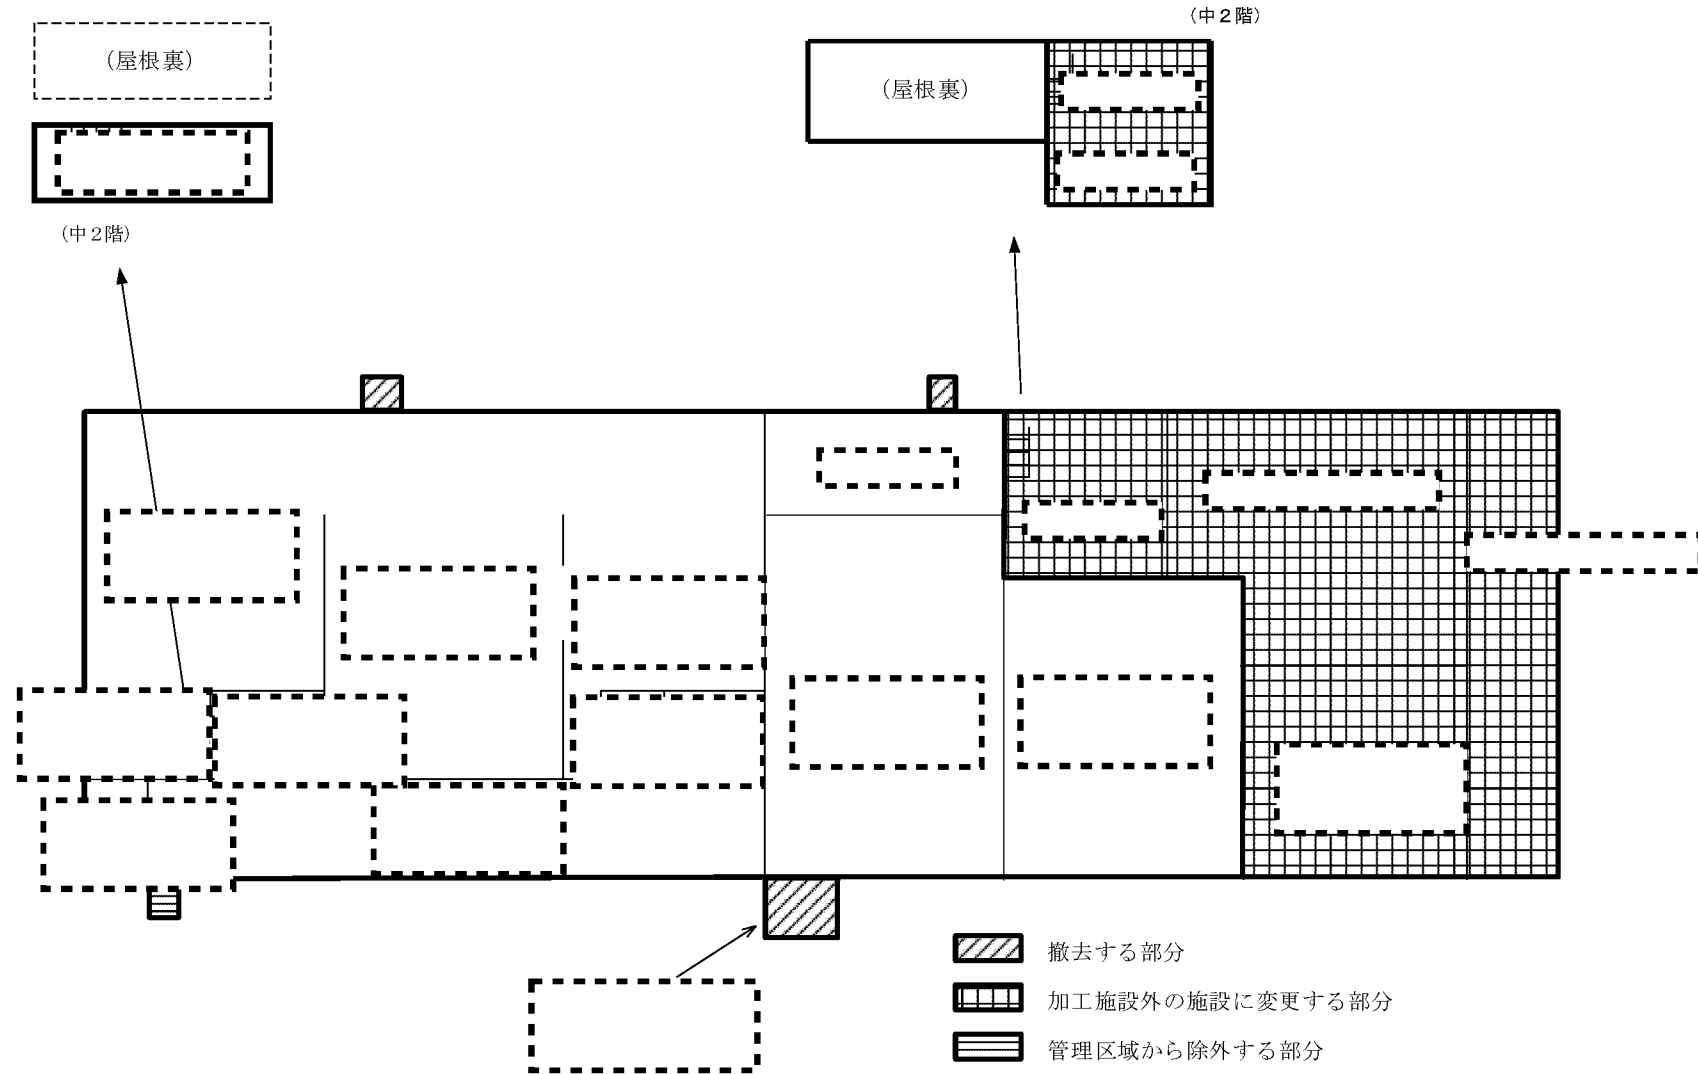 (中２階)
(屋根裏)
(屋根裏)
(中２階)
撤去する部分
加工施設外の施設に変更する部分
管理区域から除外する部分